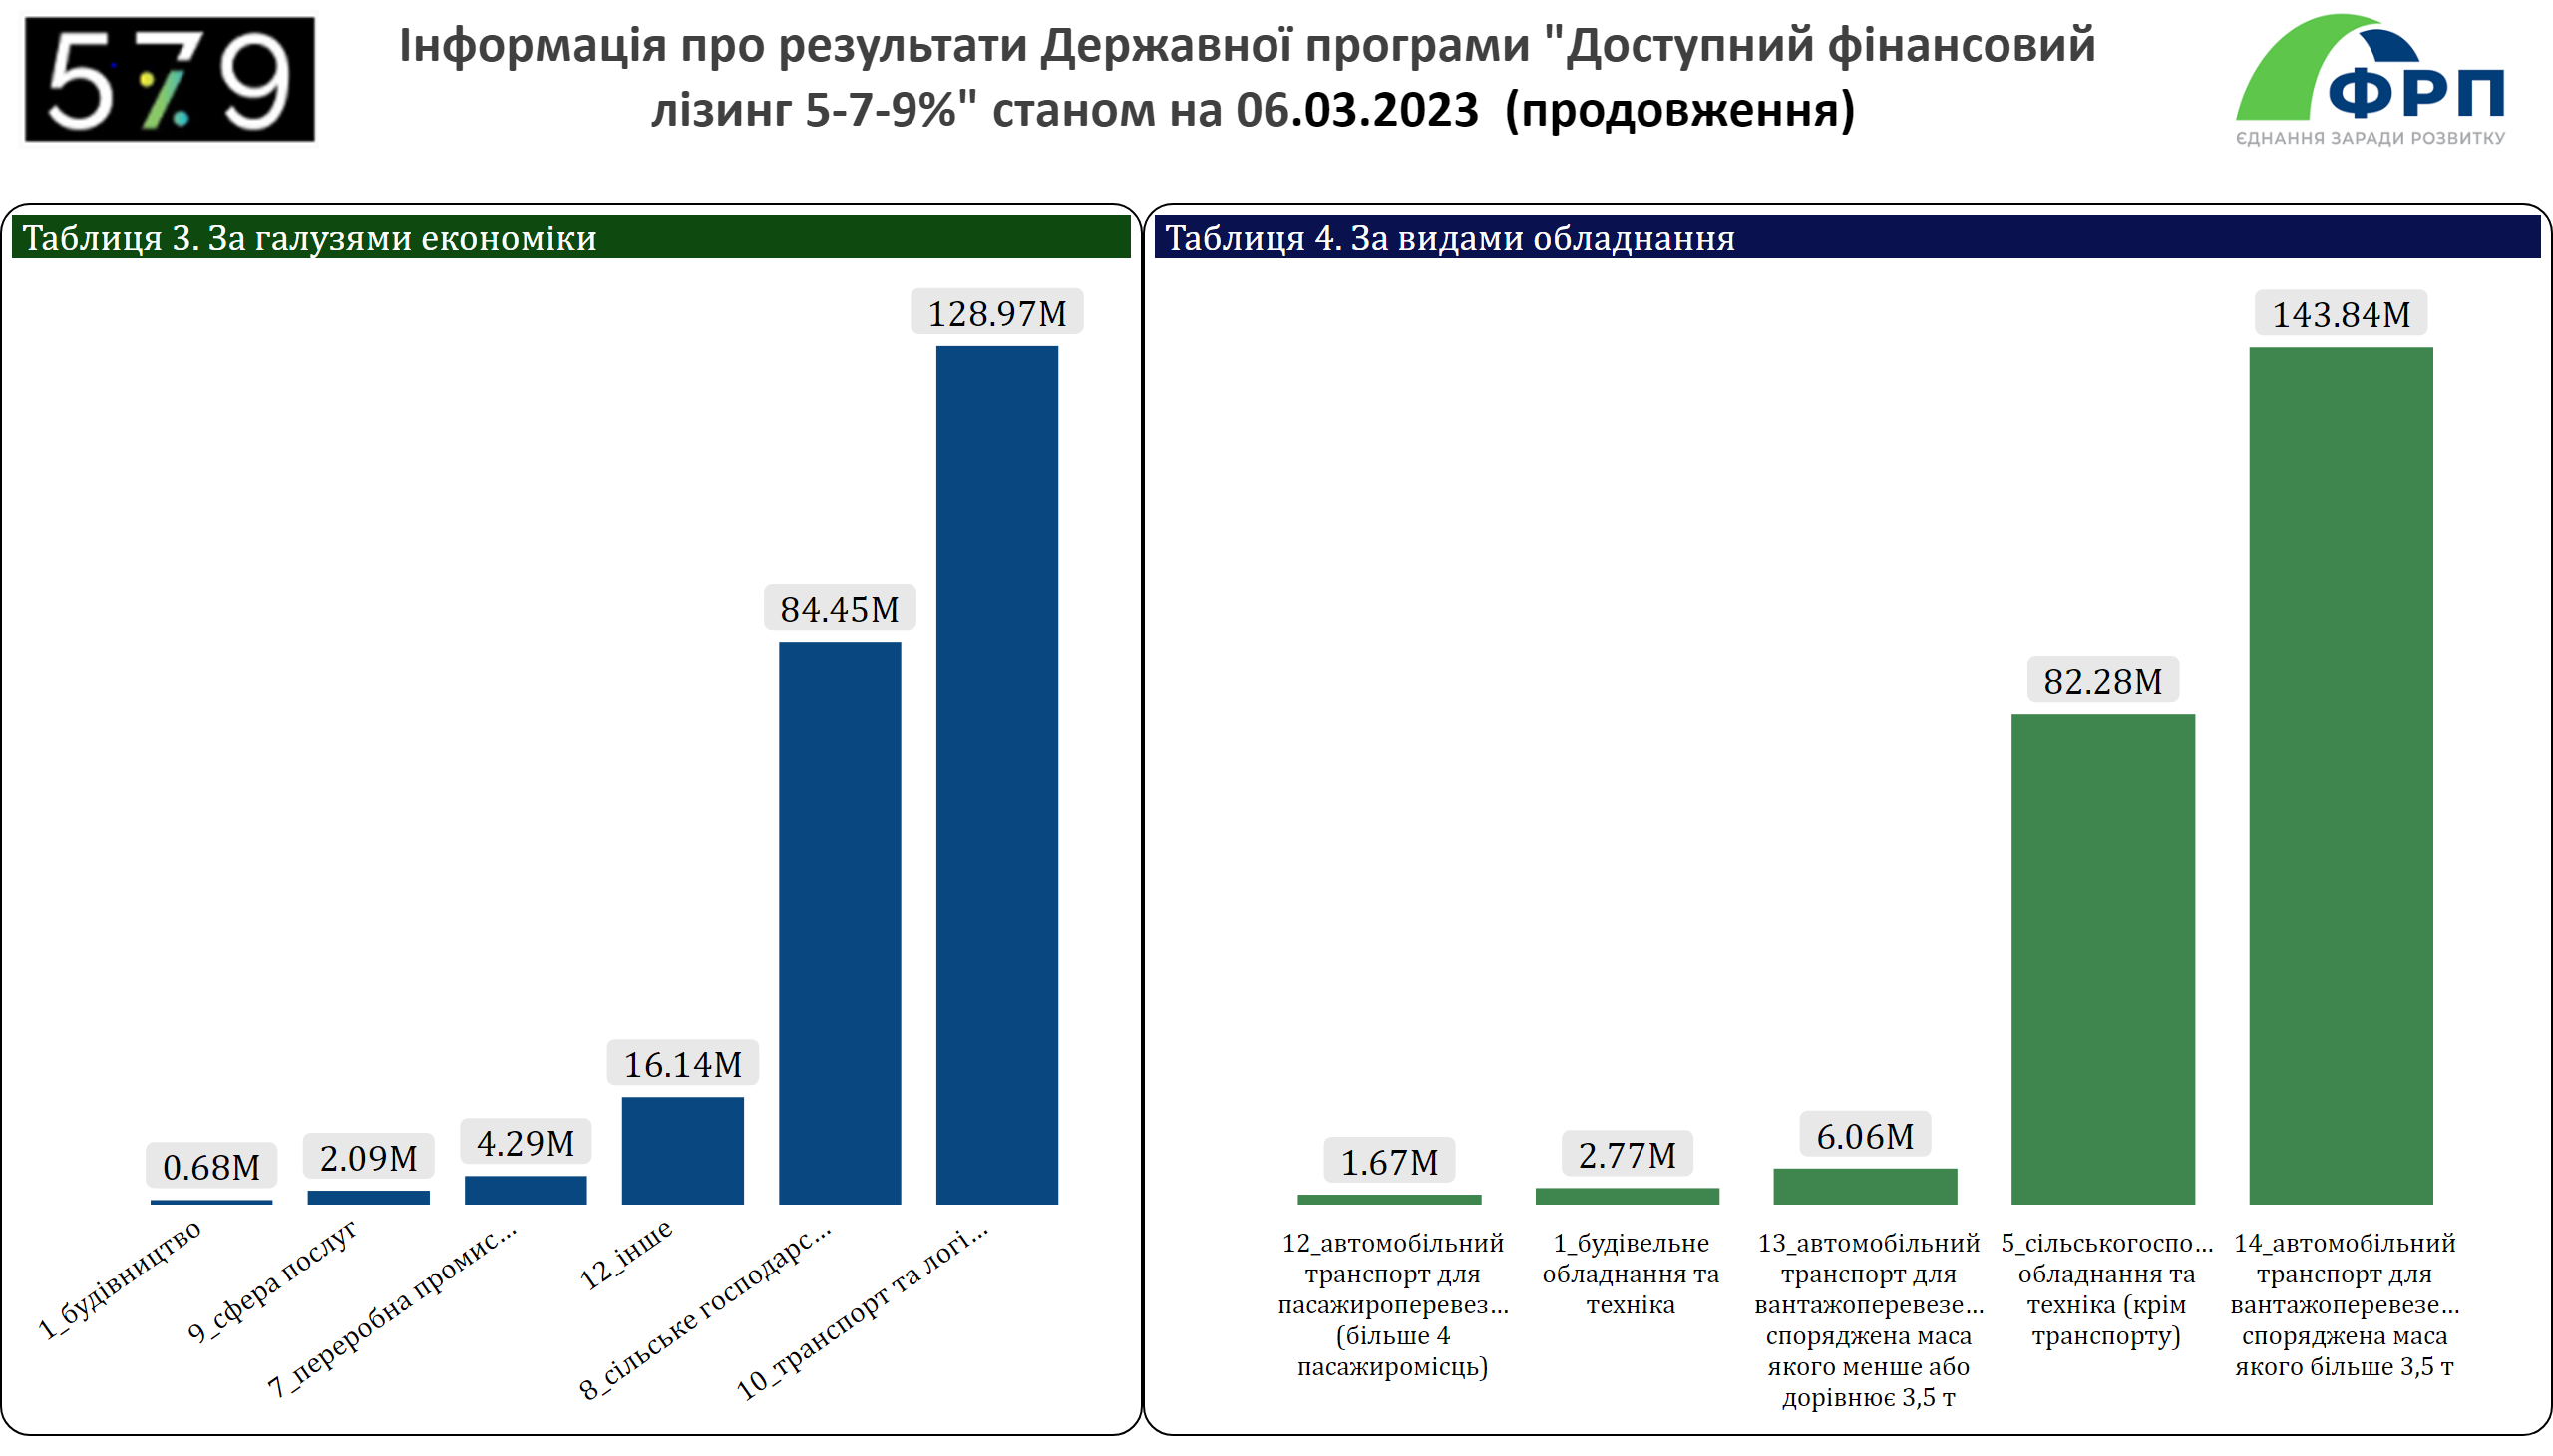 579
Інформація про результати Державної програми "Доступний фінансовий
лізинг 5-7-9%" станом на 06.03.2023 (продовження)
ФРП
ЄДНАННЯ ЗАРАДИ РОЗВИТКУ
Таблиця 3. За галузями економіки
128.97M
84.45M
16.14M
4.29M
2.09M
0.68M
1_будівництво
9_сфера послуг
7_переробна промис...
12_інше
8_сільське господарс...
10_транспорт та логі...
Таблиця 4. За видами обладнання
143.84M
82.28M
6.06M
2.77M
1.67M
12_автомобільний
транспорт для
пасажироперевез...
(більше 4
пасажиромісць)
1_будівельне
обладнання та
техніка
13_автомобільний
транспорт для
вантажоперевезе...
споряджена маса
якого менше або
дорівнює 3,5 т
5_сільськогоспо...
обладнання та
техніка (крім
транспорту)
14_автомобільний
транспорт для
вантажоперевезе...
споряджена маса
якого більше 3,5 т